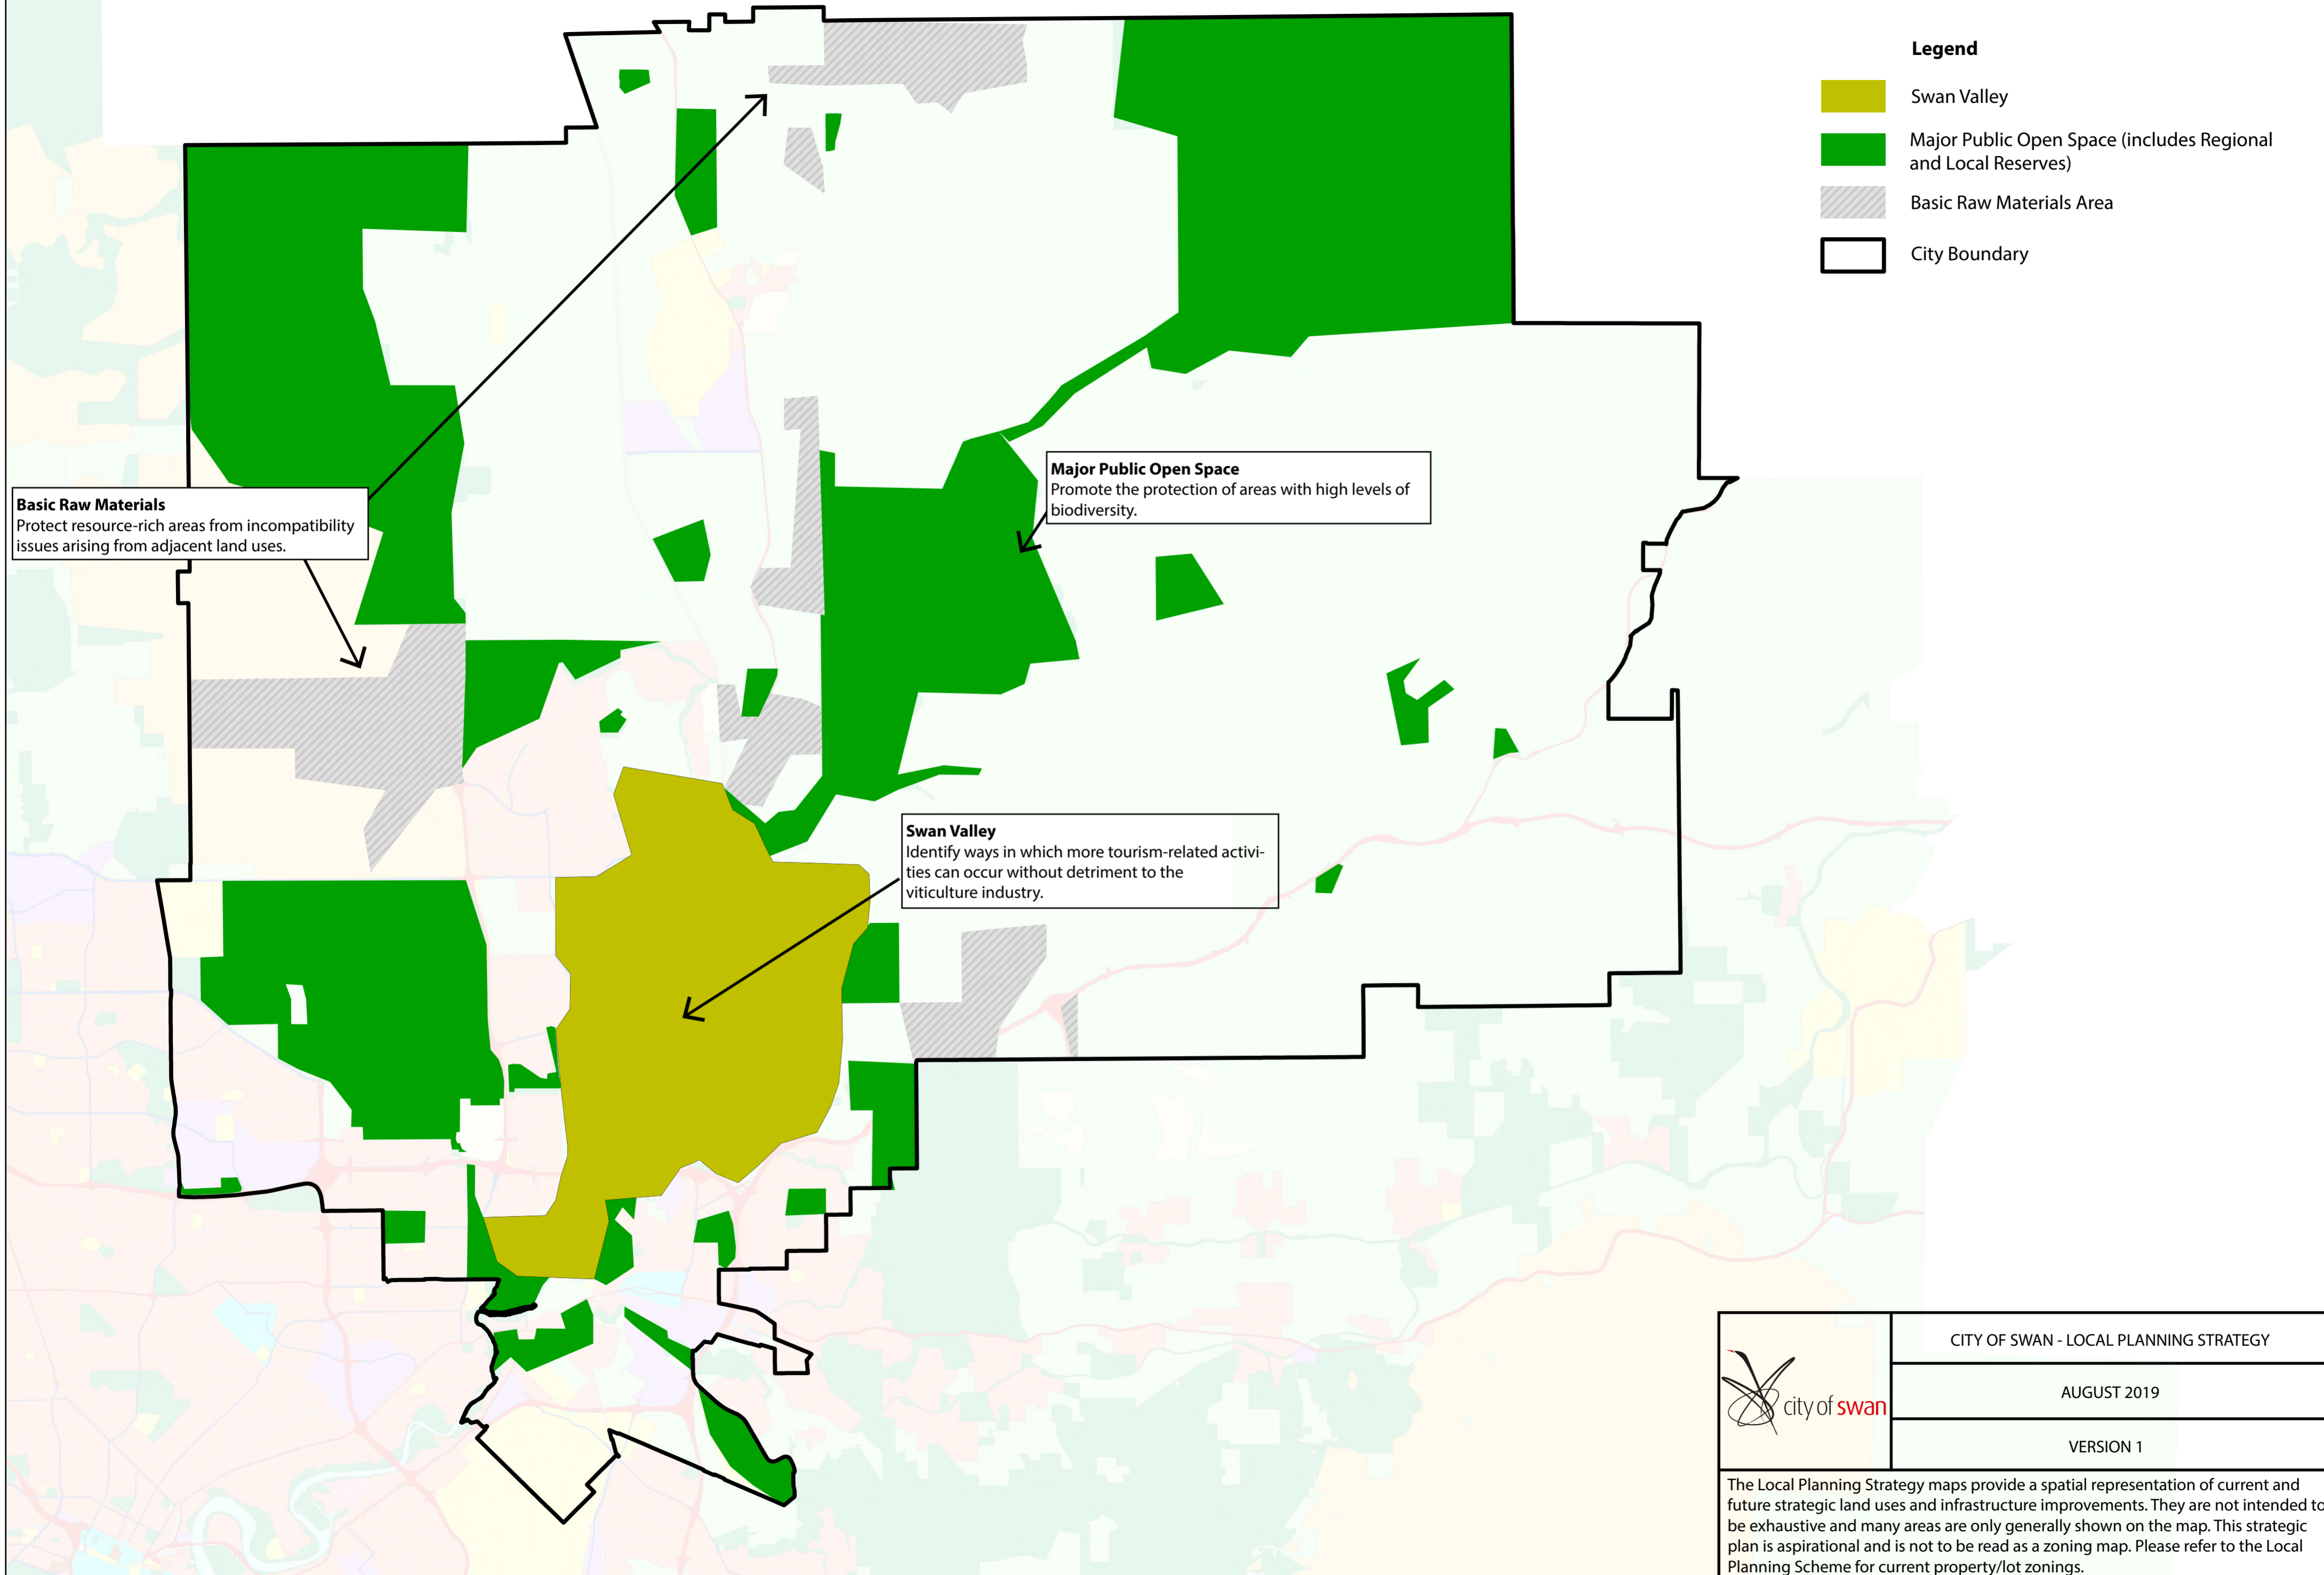 Legend
Swan Valley
Major Public Open Space (includes Regional
and Local Reserves)
Basic Raw Materials Area
City Boundary
Major Public Open Space
Promote the protection of areas with high levels of
biodiversity.
Basic Raw Materials
Protect resource-rich areas from incompatibility
issues arising from adjacent land uses.
Swan Valley
Identify ways in which more tourism-related activi-
ties can occur without detriment to the
viticulture industry.
city of swan
CITY OF SWAN - LOCAL PLANNING STRATEGY
AUGUST 2019
VERSION 1
The Local Planning Strategy maps provide a spatial representation of current and
future strategic land uses and infrastructure improvements. They are not intended to
be exhaustive and many areas are only generally shown on the map. This strategic
plan is aspirational and is not to be read as a zoning map. Please refer to the Local
Planning Scheme for current property/lot zonings.